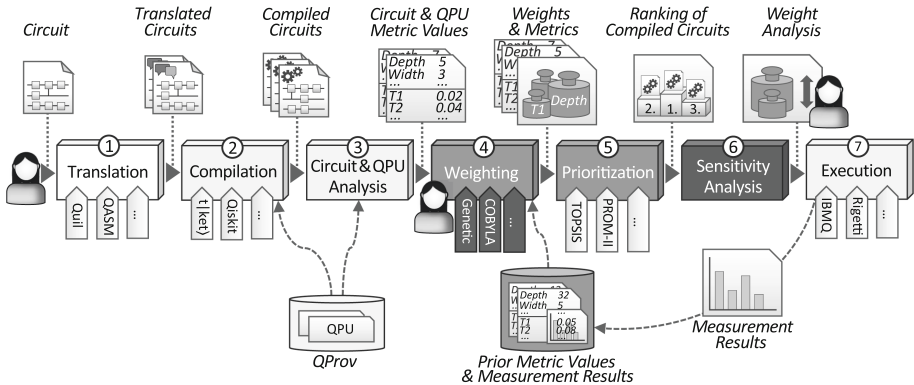 Circuit
Translated
Circuits
Compiled
Circuits
Circuit & QPU
Metric Values
Weights
& Metrics
Ranking of
Compiled Circuits
Weight
Analysis
Depth 5
Width 3
...
T1 0.02
T2 0.04
... ...
T1
Depth
2. 1. 3.
1
Translation
2
Compilation
3
Circuit & QPU
Analysis
4
Weighting
5
Prioritization
6
Sensitivity
Analysis
7
Execution
Quil
QASM
...
t|ket⟩
Qiskit
...
Genetic
COBYLA
...
TOPSIS
PROM-II
...
IBMQ
Rigetti
...
QPU
QProv
Depth 32
Width 5
...
T1 0.05
T2 0.08
... ...
Prior Metric Values
& Measurement Results
Measurement
Results